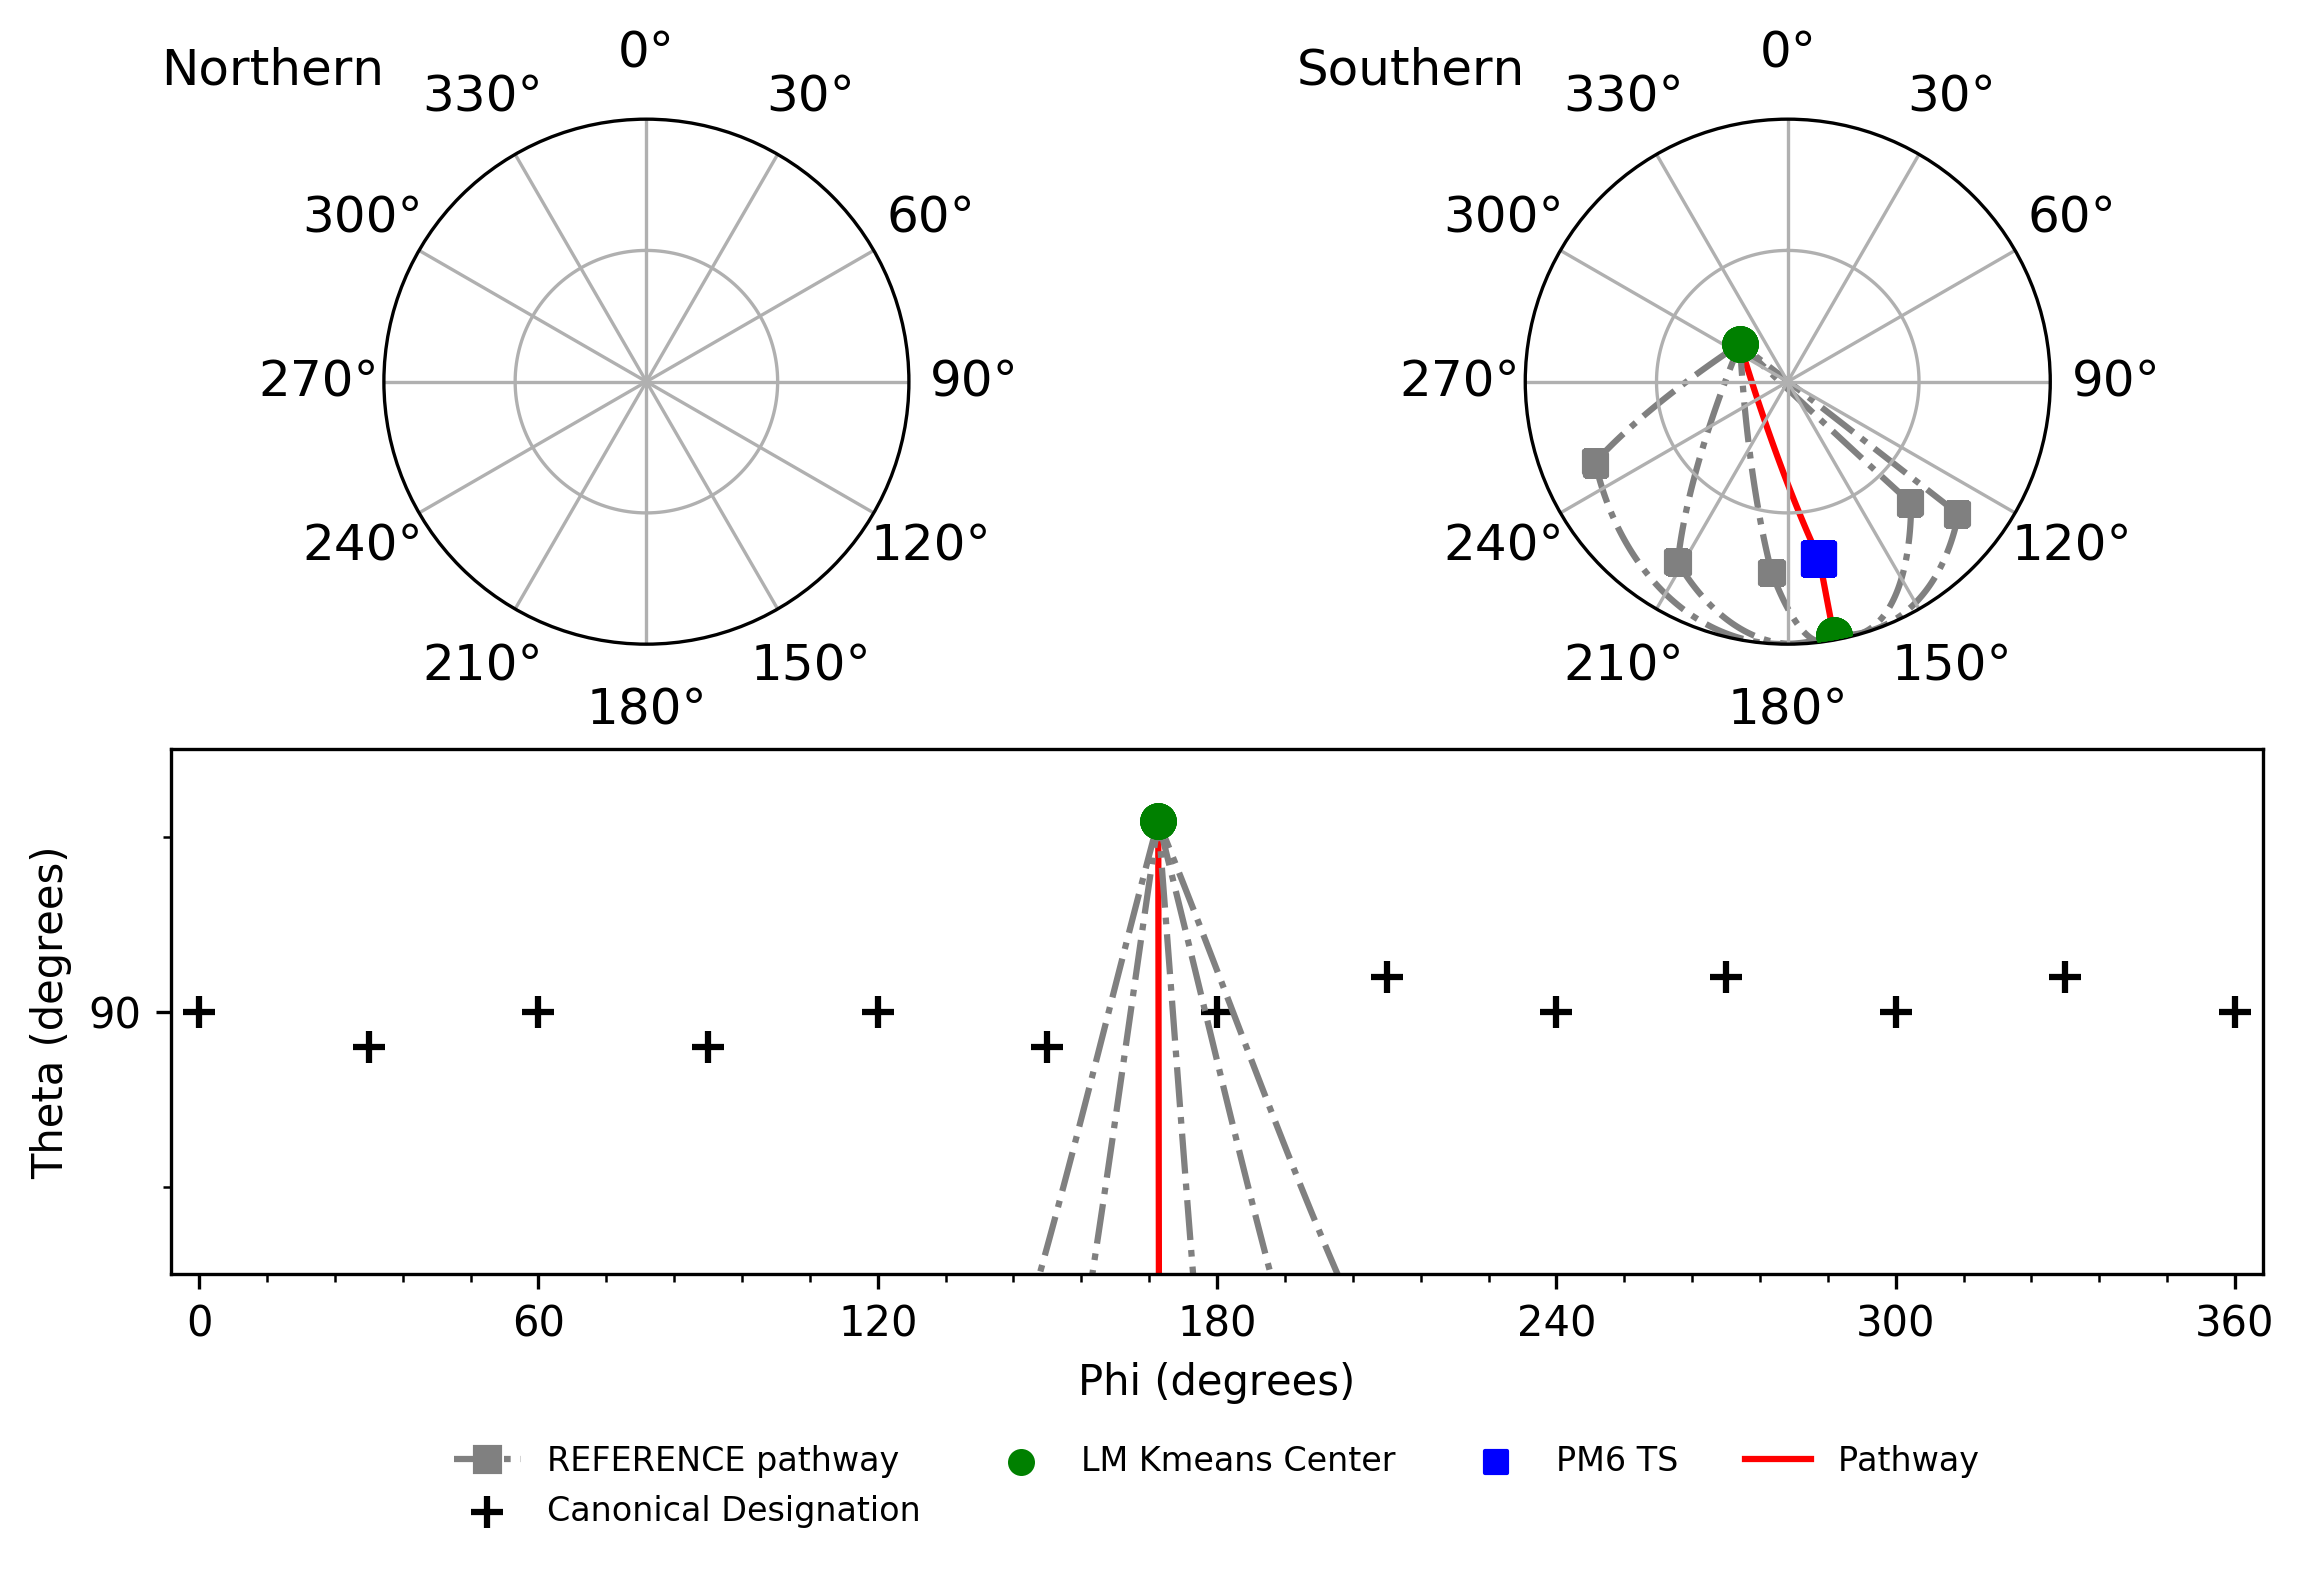 Northern
0°
330°
30°
300°
60°
270°
90°
240°
120°
210°
150°
180°
Southern
0°
330°
30°
300°
60°
270°
90°
240°
120°
210°
150°
180°
Theta (degrees)
90
0 60 120 180 240 300 360
Phi (degrees)
REFERENCE pathway
LM Kmeans Center
PM6 TS
Pathway
Canonical Designation